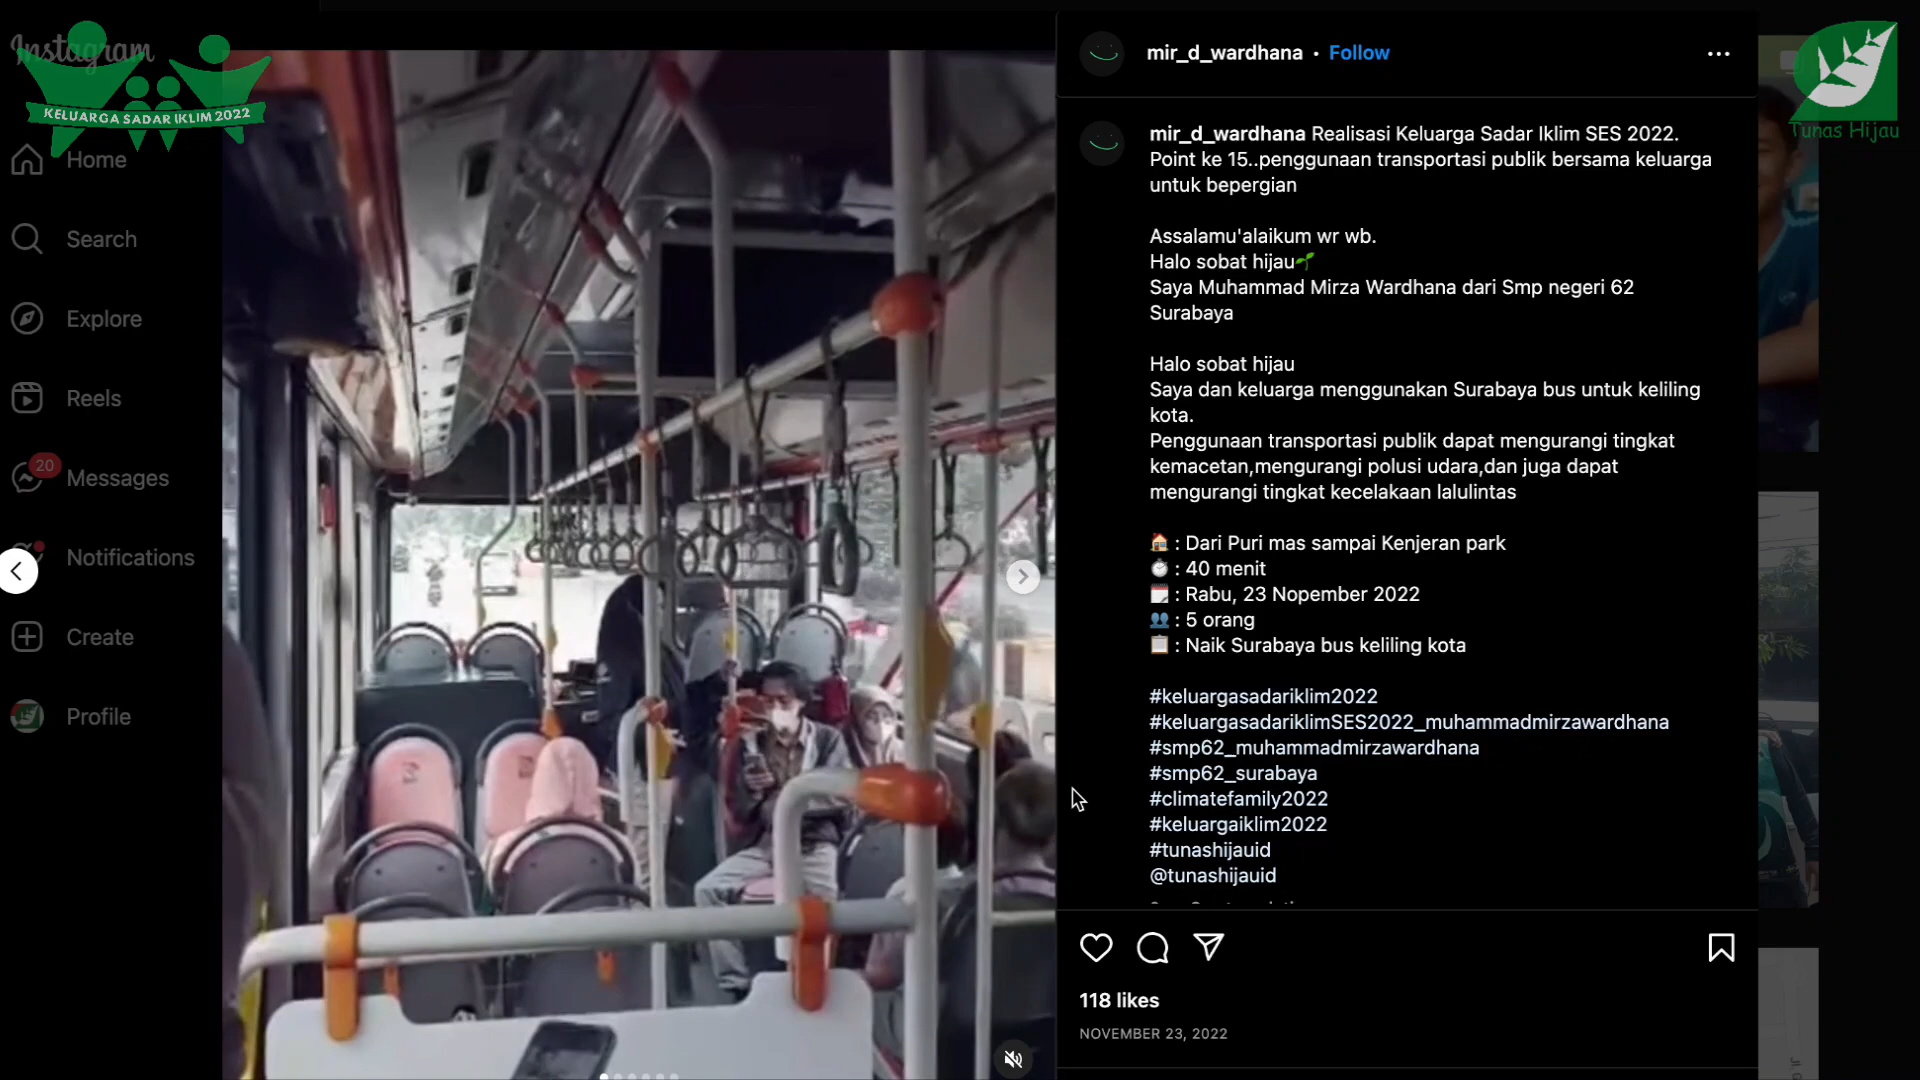 Instagram
KELUARGA SADAR IKLIM 2022
Home
Search
Explore
Reels
20
Messages
Notifications
Create
Profile
mir_d_wardhana • Follow
Tunas Hijau
mir_d_wardhana Realisasi Keluarga Sadar Iklim SES 2022.
Point ke 15..penggunaan transportasi publik bersama keluarga
untuk bepergian
Assalamu'alaikum wr wb.
Halo sobat hijau🌱
Saya Muhammad Mirza Wardhana dari Smp negeri 62
Surabaya
Halo sobat hijau
Saya dan keluarga menggunakan Surabaya bus untuk keliling
kota.
Penggunaan transportasi publik dapat mengurangi tingkat
kemacetan,mengurangi polusi udara,dan juga dapat
mengurangi tingkat kecelakaan lalulintas
🏠 : Dari Puri mas sampai Kenjeran park
⏱ : 40 menit
🗓 : Rabu, 23 Nopember 2022
👥 : 5 orang
📋 : Naik Surabaya bus keliling kota
#keluargasadariklim2022
#keluargasadariklimSES2022_muhammadmirzawardhana
#smp62_muhammadmirzawardhana
#smp62_surabaya
#climatefamily2022
#keluargaiklim2022
#tunashijauid
@tunashijauid
118 likes
NOVEMBER 23, 2022